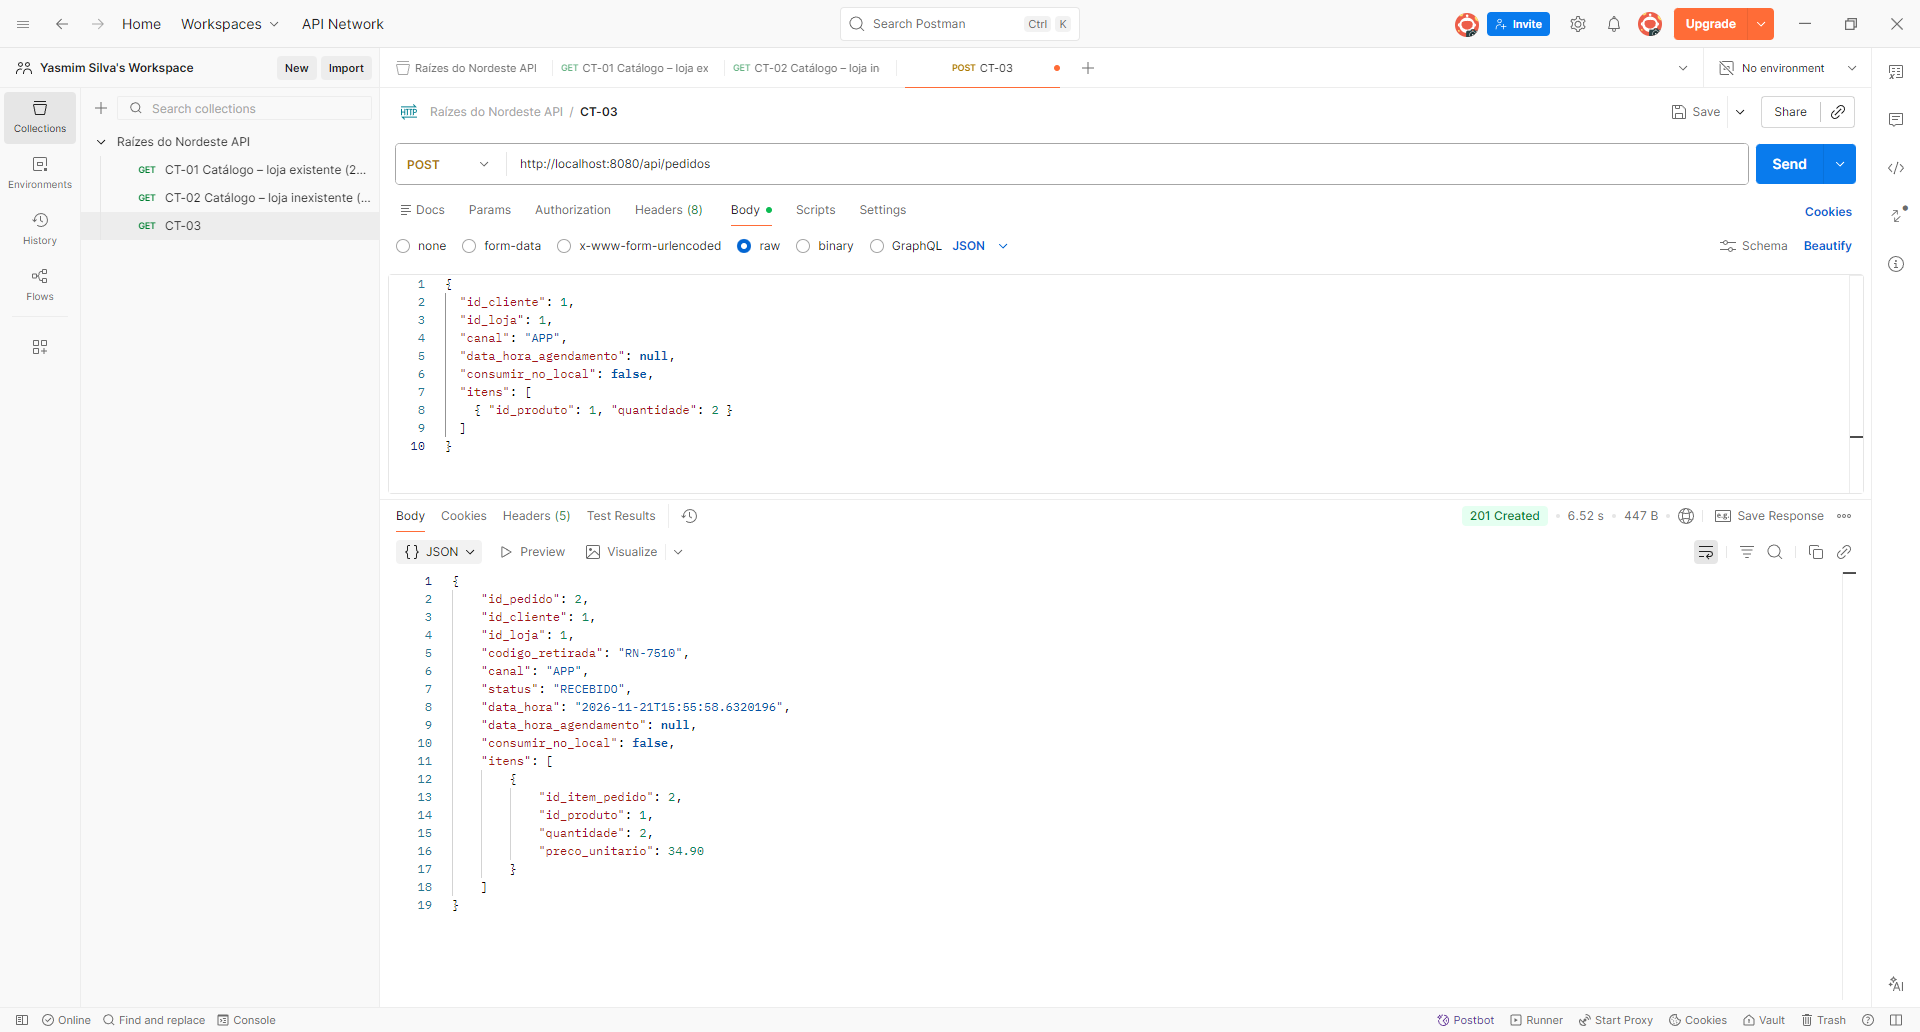 Home Workspaces API Network Search Postman Ctrl K Invite Upgrade
Yasmim Silva's Workspace New Import Raízes do Nordeste API GET CT-01 Catálogo – loja ex GET CT-02 Catálogo – loja in POST CT-03 No environment
Collections
Environments
History
Flows
Search collections
Raízes do Nordeste API
GET CT-01 Catálogo – loja existente (2...
GET CT-02 Catálogo – loja inexistente (...
GET CT-03
HTTP Raízes do Nordeste API / CT-03 Save Share
POST http://localhost:8080/api/pedidos Send
Docs Params Authorization Headers (8) Body Scripts Settings Cookies
none form-data x-www-form-urlencoded raw binary GraphQL JSON Schema Beautify
1 {
2 "id_cliente": 1,
3 "id_loja": 1,
4 "canal": "APP",
5 "data_hora_agendamento": null,
6 "consumir_no_local": false,
7 "itens": [
8 { "id_produto": 1, "quantidade": 2 }
9 ]
10 }
Body Cookies Headers (5) Test Results 201 Created 6.52 s 447 B e.g. Save Response
{} JSON Preview Visualize
1 {
2 "id_pedido": 2,
3 "id_cliente": 1,
4 "id_loja": 1,
5 "codigo_retirada": "RN-7510",
6 "canal": "APP",
7 "status": "RECEBIDO",
8 "data_hora": "2026-11-21T15:55:58.6320196",
9 "data_hora_agendamento": null,
10 "consumir_no_local": false,
11 "itens": [
12 {
13 "id_item_pedido": 2,
14 "id_produto": 1,
15 "quantidade": 2,
16 "preco_unitario": 34.90
17 }
18 ]
19 }
AI
Online Find and replace Console Postbot Runner Start Proxy Cookies Vault Trash